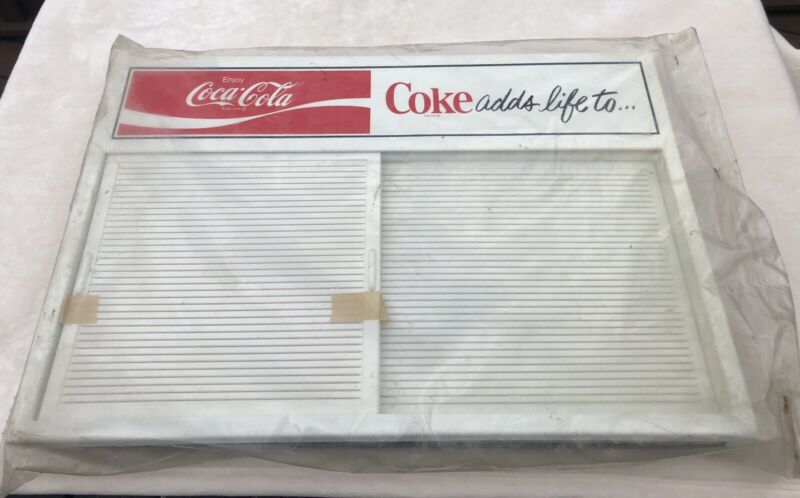 Enjoy
Coca-Cola
Coke adds life to...